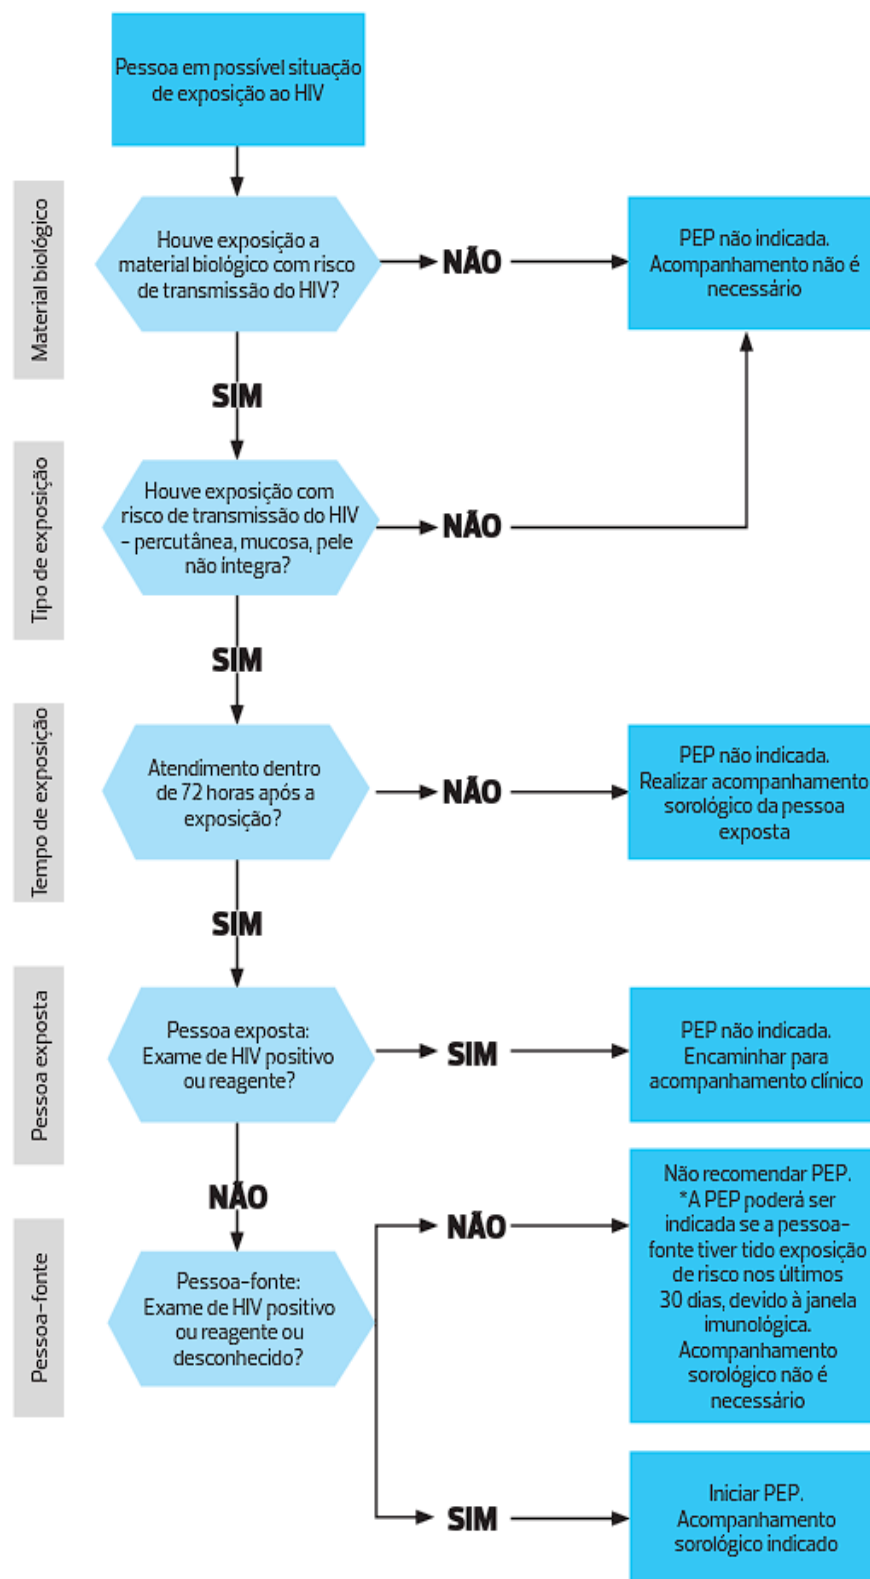 Pessoa em possível situação
de exposição ao HIV
Material biológico
Houve exposição a
material biológico com risco
de transmissão do HIV?
NÃO
PEP não indicada.
Acompanhamento não é
necessário
SIM
Tipo de exposição
Houve exposição com
risco de transmissão do HIV
– percutânea, mucosa, pele
não íntegra?
NÃO
SIM
Tempo de exposição
Atendimento dentro
de 72 horas após a
exposição?
NÃO
PEP não indicada.
Realizar acompanhamento
sorológico da pessoa
exposta
SIM
Pessoa exposta
Pessoa exposta:
Exame de HIV positivo
ou reagente?
SIM
PEP não indicada.
Encaminhar para
acompanhamento clínico
NÃO
Pessoa-fonte
Pessoa-fonte:
Exame de HIV positivo
ou reagente ou
desconhecido?
NÃO
Não recomendar PEP.
*A PEP poderá ser
indicada se a pessoa-
fonte tiver tido exposição
de risco nos últimos
30 dias, devido à janela
imunológica.
Acompanhamento
sorológico não é
necessário
SIM
Iniciar PEP.
Acompanhamento
sorológico indicado